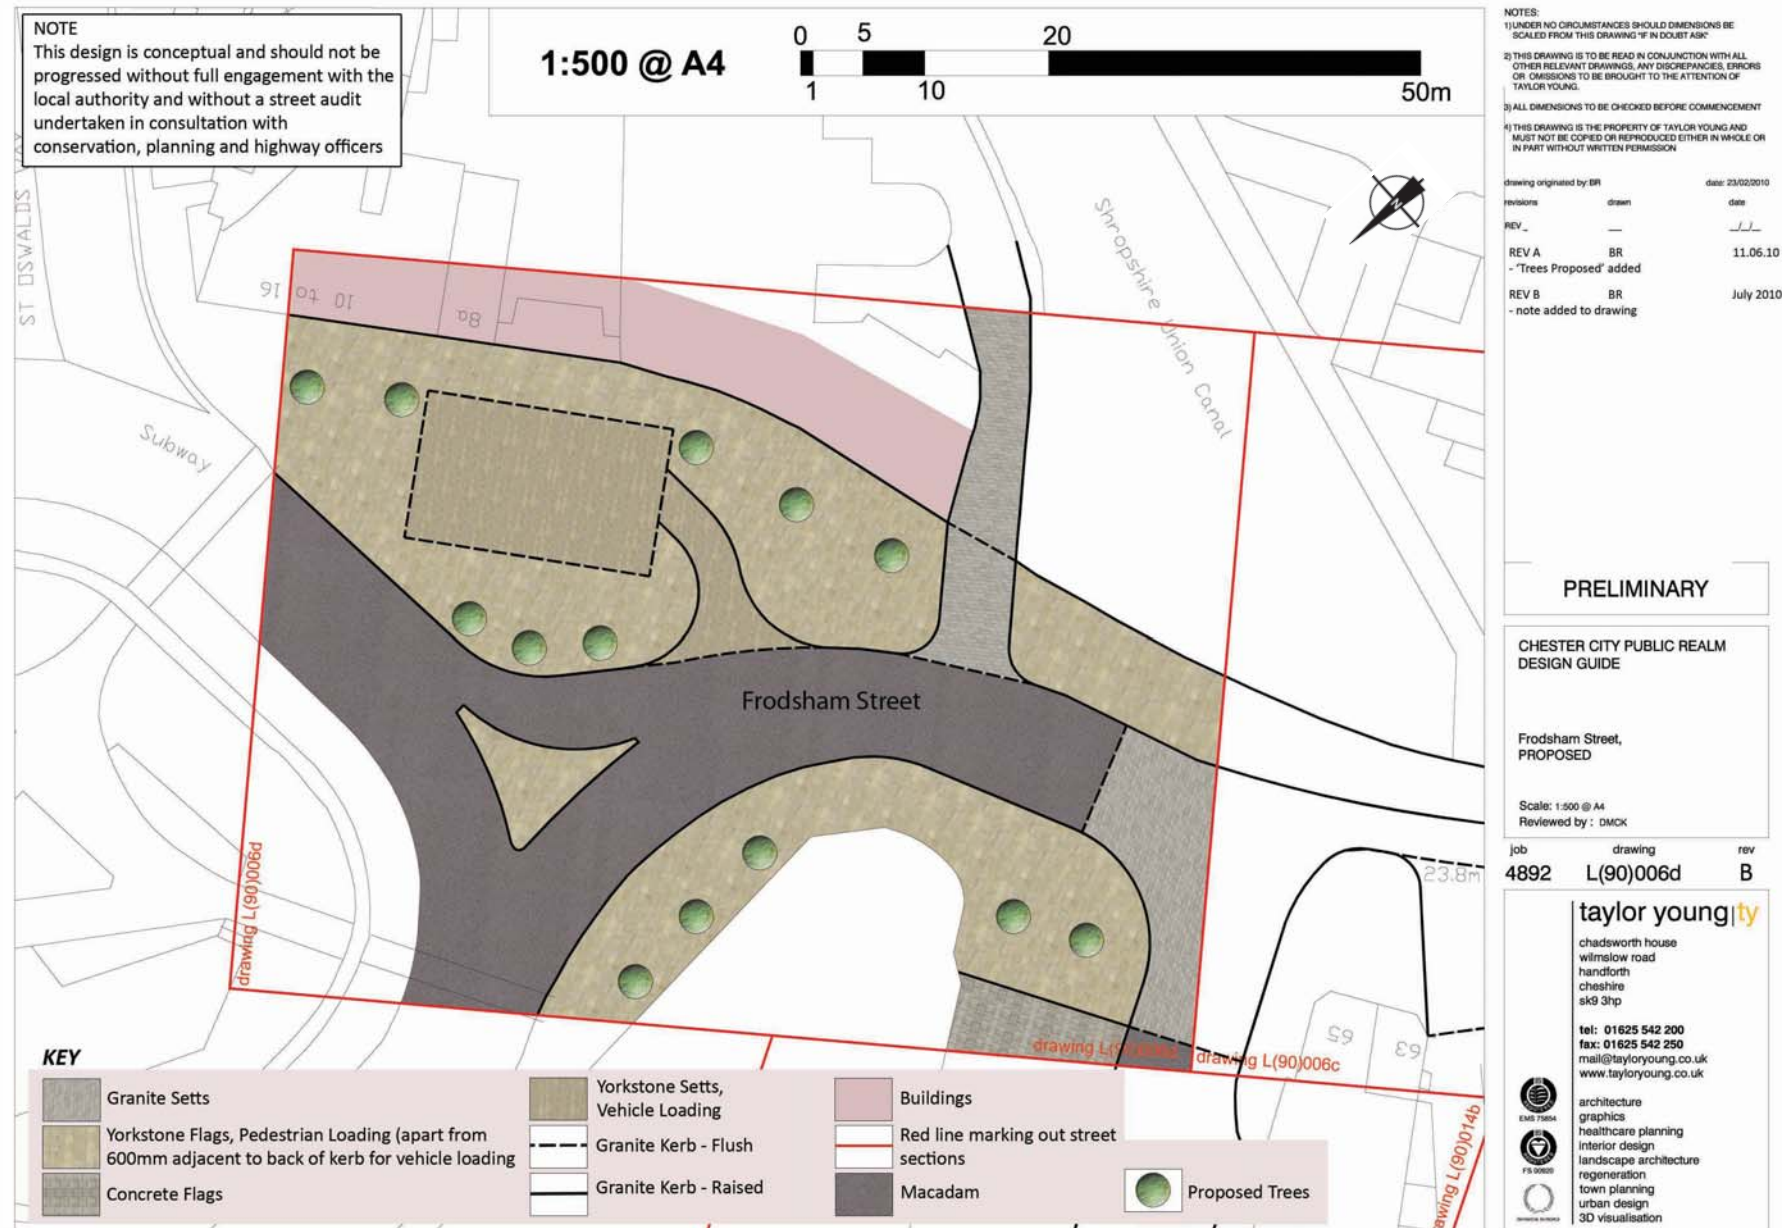 NOTE
This design is conceptual and should not be
progressed without full engagement with the
local authority and without a street audit
undertaken in consultation with
conservation, planning and highway officers
1:500 @ A4
0 5 20
1 10 50m
ST OSWALDS
10 to 16
8a
Subway
Shropshire Union Canal
N
Frodsham Street
23.8m
65
63
drawing L(90)006d
drawing
drawing L(90)006c
L(90)014b
KEY
Granite Setts
Yorkstone Flags, Pedestrian Loading (apart from
600mm adjacent to back of kerb for vehicle loading
Concrete Flags
Yorkstone Setts,
Vehicle Loading
Granite Kerb - Flush
Granite Kerb - Raised
Buildings
Red line marking out street
sections
Macadam
Proposed Trees
NOTES:
1) UNDER NO CIRCUMSTANCES SHOULD DIMENSIONS BE
SCALED FROM THIS DRAWING "IF IN DOUBT ASK"
2) THIS DRAWING IS TO BE READ IN CONJUNCTION WITH ALL
OTHER RELEVANT DRAWINGS, ANY DISCREPANCIES, ERRORS
OR OMISSIONS TO BE BROUGHT TO THE ATTENTION OF
TAYLOR YOUNG.
3) ALL DIMENSIONS TO BE CHECKED BEFORE COMMENCEMENT
4) THIS DRAWING IS THE PROPERTY OF TAYLOR YOUNG AND
MUST NOT BE COPIED OR REPRODUCED EITHER IN WHOLE OR
IN PART WITHOUT WRITTEN PERMISSION
drawing originated by: BR date: 23/02/2010
revisions drawn date
REV _ __ _/_/_
REV A BR 11.06.10
- 'Trees Proposed' added
REV B BR July 2010
- note added to drawing
PRELIMINARY
CHESTER CITY PUBLIC REALM
DESIGN GUIDE
Frodsham Street,
PROPOSED
Scale: 1:500 @ A4
Reviewed by : DMCK
job drawing rev
4892 L(90)006d B
taylor young|ty
chadsworth house
wilmslow road
handforth
cheshire
sk9 3hp
tel: 01625 542 200
fax: 01625 542 250
mail@tayloryoung.co.uk
www.tayloryoung.co.uk
architecture
graphics
healthcare planning
interior design
landscape architecture
regeneration
town planning
urban design
3D visualisation
EMS 75654
FS 00920